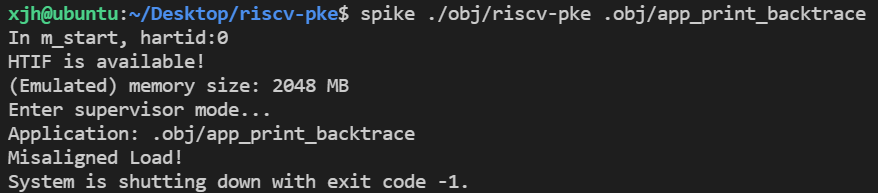 xjh@ubuntu:~/Desktop/riscv-pke$ spike ./obj/riscv-pke .obj/app_print_backtrace
In m_start, hartid:0
HTIF is available!
(Emulated) memory size: 2048 MB
Enter supervisor mode...
Application: .obj/app_print_backtrace
Misaligned Load!
System is shutting down with exit code -1.